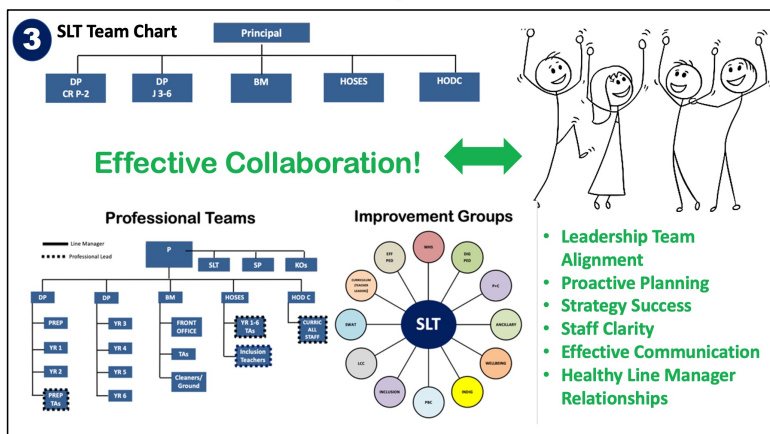 3
SLT Team Chart
Principal
DP
CR P-2
DP
J 3-6
BM
HOSES
HODC
Effective Collaboration!
Professional Teams
Line Manager
Professional Lead
P
SLT
SP
KOs
DP
DP
BM
HOSES
HOD C
PREP
YR 1
YR 2
PREP
TAs
YR 3
YR 4
YR 5
YR 6
FRONT
OFFICE
TAs
Cleaners/
Ground
YR 1-6
TAs
Inclusion
Teachers
CURRIC
ALL
STAFF
Improvement Groups
SLT
WHS
DIG
PED
P+C
ANCILLARY
WELLBEING
INDIG
PBC
INCLUSION
LCC
SWAT
CURRICULUM
(TEACHER
LEADERS)
EFF
PED
• Leadership Team
Alignment
• Proactive Planning
• Strategy Success
• Staff Clarity
• Effective Communication
• Healthy Line Manager
Relationships